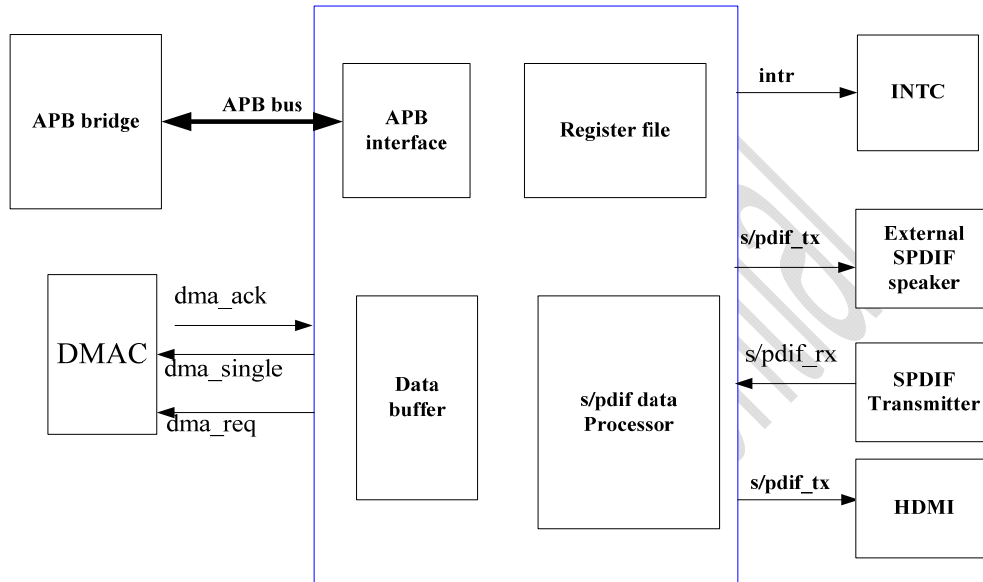 APB bridge
APB bus
APB
interface
Register file
intr
INTC
s/pdif_tx
External
SPDIF
speaker
DMAC
dma_ack
dma_single
dma_req
Data
buffer
s/pdif data
Processor
s/pdif_rx
SPDIF
Transmitter
s/pdif_tx
HDMI